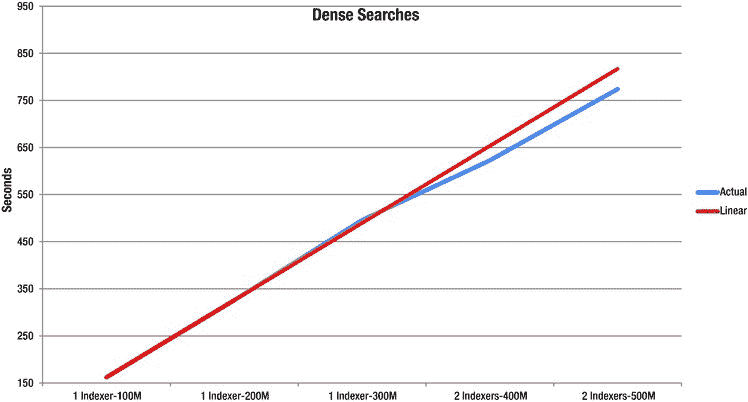 Dense Searches
950
850
750
650
550
450
350
250
150
Seconds
1 Indexer-100M
1 Indexer-200M
1 Indexer-300M
2 Indexers-400M
2 Indexers-500M
Actual
Linear